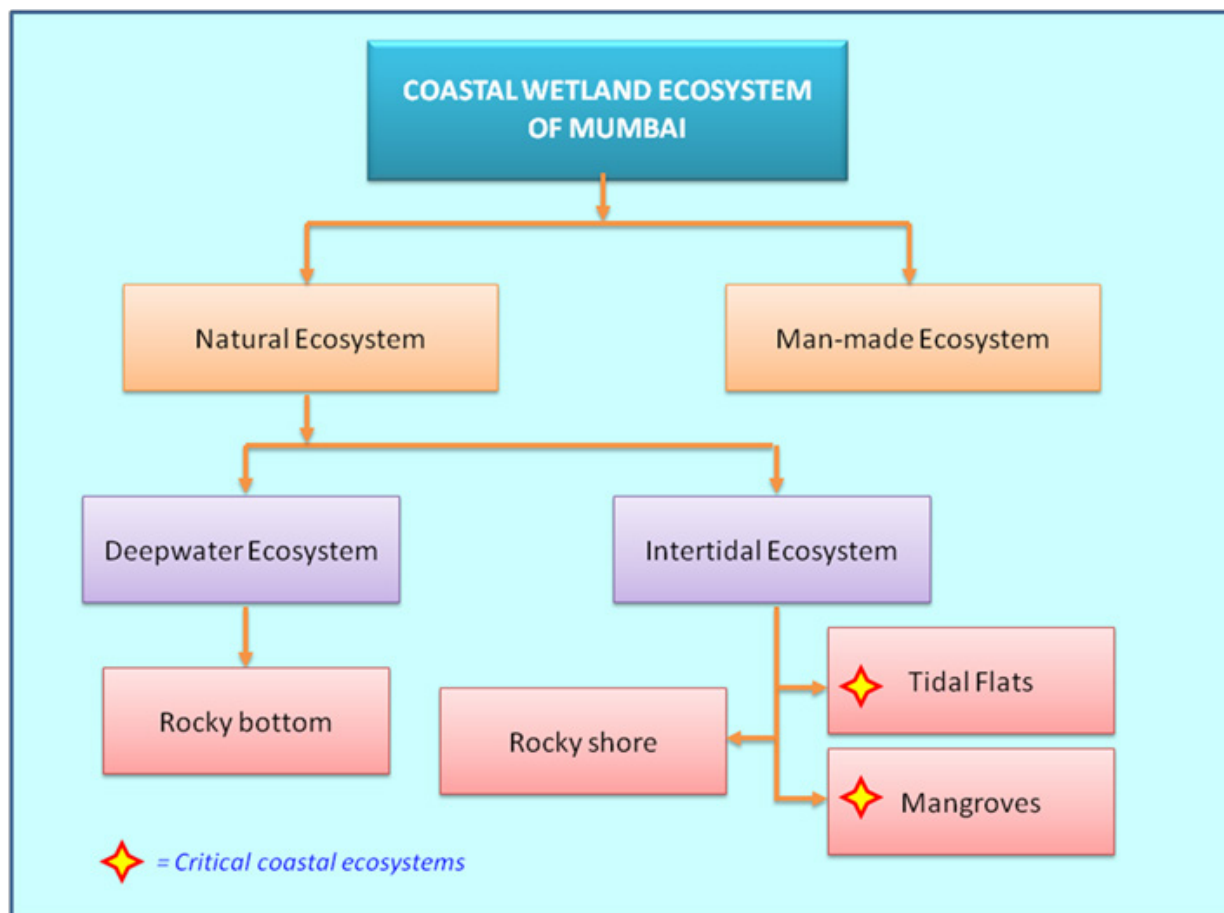 COASTAL WETLAND ECOSYSTEM
OF MUMBAI
Natural Ecosystem
Man-made Ecosystem
Deepwater Ecosystem
Intertidal Ecosystem
Rocky bottom
Rocky shore
Tidal Flats
Mangroves
= Critical coastal ecosystems